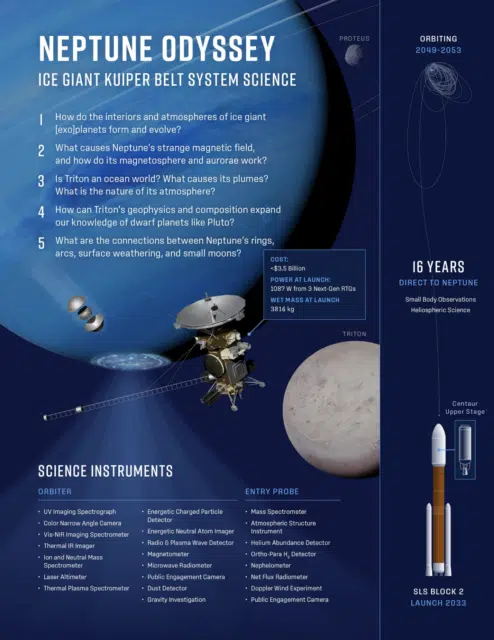 NEPTUNE ODYSSEY
ICE GIANT KUIPER BELT SYSTEM SCIENCE
1 How do the interiors and atmospheres of ice giant
[exo]planets form and evolve?
2 What causes Neptune's strange magnetic field,
and how do its magnetosphere and aurorae work?
3 Is Triton an ocean world? What causes its plumes?
What is the nature of its atmosphere?
4 How can Triton's geophysics and composition expand
our knowledge of dwarf planets like Pluto?
5 What are the connections between Neptune's rings,
arcs, surface weathering, and small moons?
PROTEUS
COST:
<$3.5 Billion
POWER AT LAUNCH:
1087 W from 3 Next-Gen RTGs
WET MASS AT LAUNCH
3816 kg
TRITON
SCIENCE INSTRUMENTS
ORBITER
• UV Imaging Spectrograph
• Color Narrow Angle Camera
• Vis-NIR Imaging Spectrometer
• Thermal IR Imager
• Ion and Neutral Mass
Spectrometer
• Laser Altimeter
• Thermal Plasma Spectrometer
• Energetic Charged Particle
Detector
• Energetic Neutral Atom Imager
• Radio & Plasma Wave Detector
• Magnetometer
• Microwave Radiometer
• Public Engagement Camera
• Dust Detector
• Gravity Investigation
ENTRY PROBE
• Mass Spectrometer
• Atmospheric Structure
Instrument
• Helium Abundance Detector
• Ortho-Para H₂ Detector
• Nephelometer
• Net Flux Radiometer
• Doppler Wind Experiment
• Public Engagement Camera
ORBITING
2049-2053
16 YEARS
DIRECT TO NEPTUNE
Small Body Observations
Heliospheric Science
Centaur
Upper Stage
SLS BLOCK 2
LAUNCH 2033